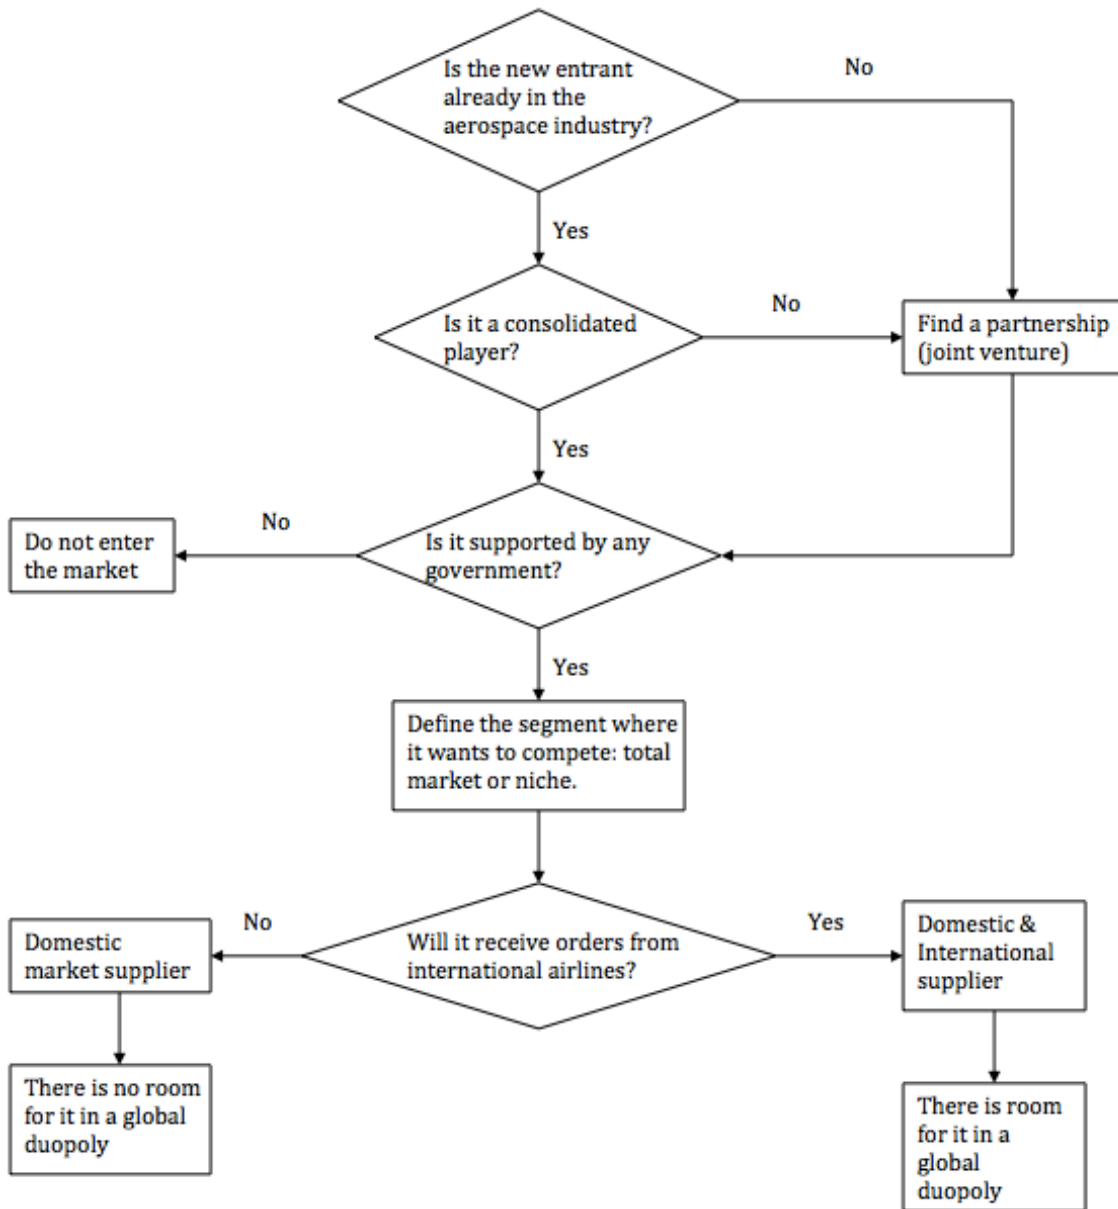 Is the new entrant
already in the
aerospace industry?
No
Yes
Is it a consolidated
player?
No
Find a partnership
(joint venture)
Yes
Do not enter
the market
No
Is it supported by any
government?
Yes
Define the segment where
it wants to compete: total
market or niche.
Domestic
market supplier
No
Will it receive orders from
international airlines?
Yes
Domestic &
International
supplier
There is no room
for it in a global
duopoly
There is room
for it in a
global
duopoly